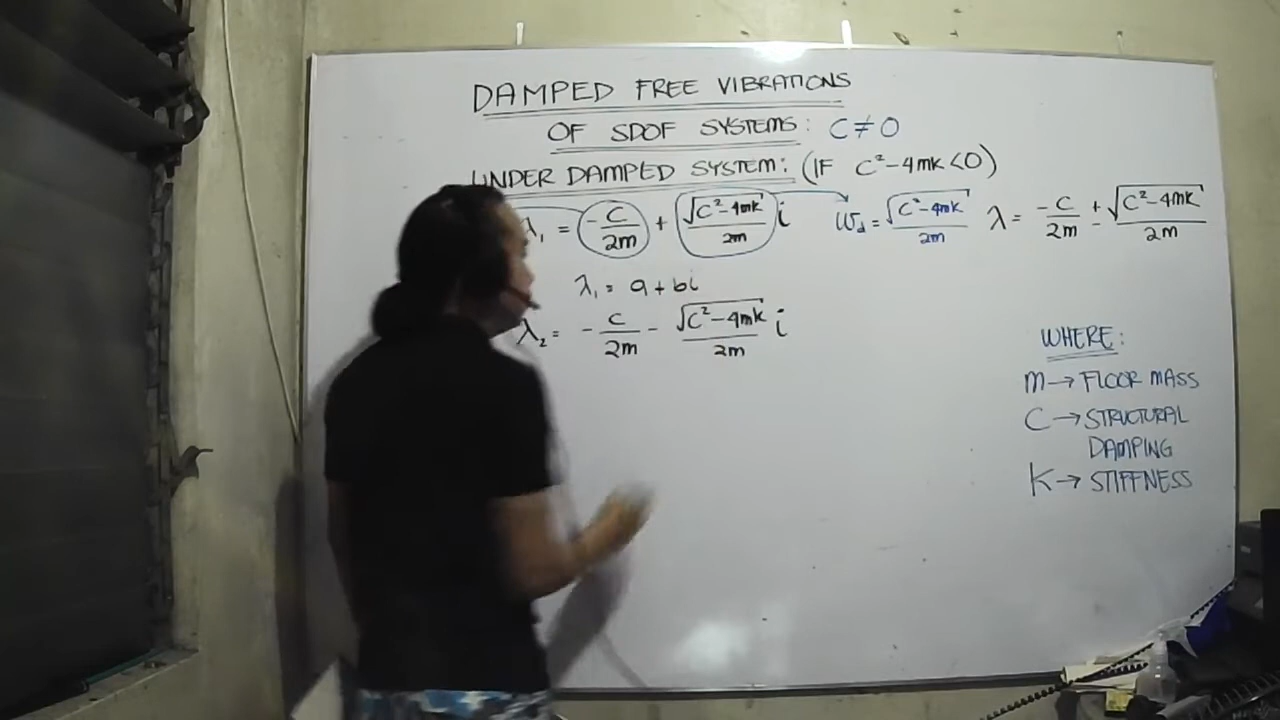 DAMPED FREE VIBRATIONS
OF SDOF SYSTEMS: C≠0
UNDER DAMPED SYSTEM: (IF C²-4mk<0)
λ₁ = -C/2m + √(C²-4mk)/2m i
ω_d = √(C²-4mk)/2m
λ = -C/2m ± √(C²-4mk)/2m
λ₁ = a+bi
λ₂ = -C/2m - √(C²-4mk)/2m i
WHERE:
m→FLOOR MASS
C→STRUCTURAL
DAMPING
K→STIFFNESS